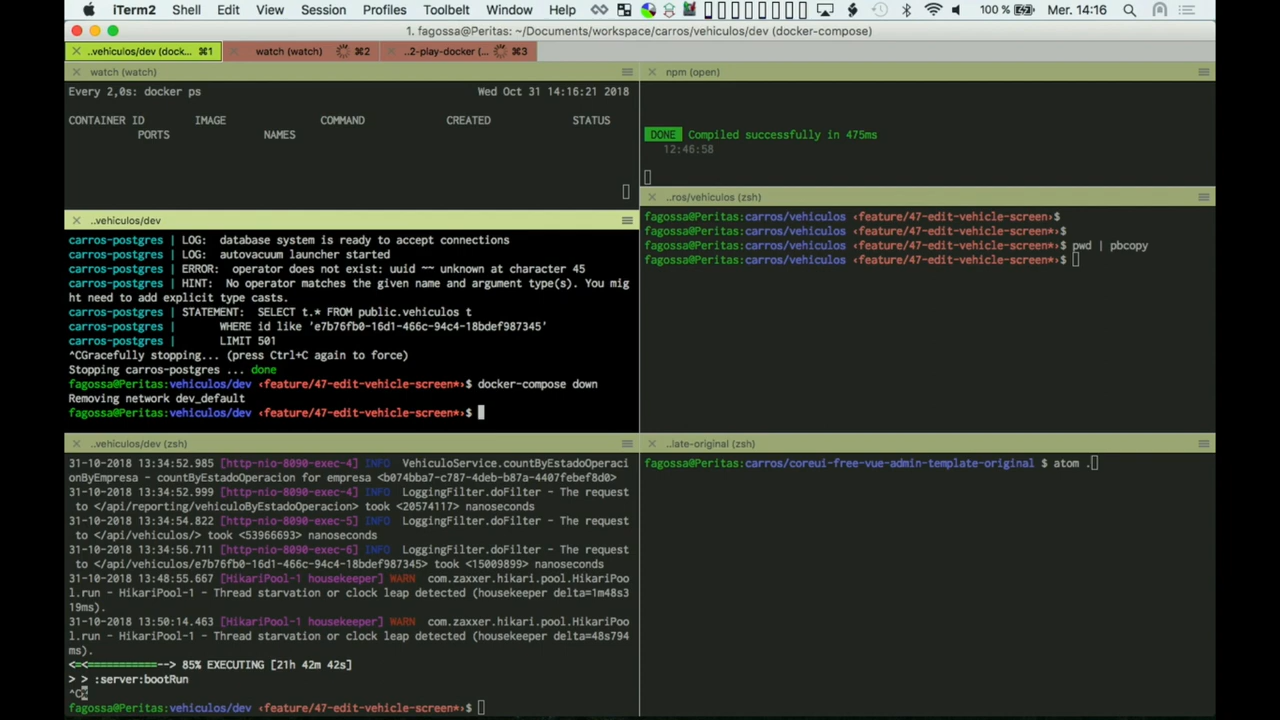 iTerm2 Shell Edit View Session Profiles Toolbelt Window Help 100 % Mer. 14:16
1. fagossa@Peritas: ~/Documents/workspace/carros/vehiculos/dev (docker-compose)
..vehiculos/dev (dock... ⌘1 watch (watch) ⌘2 ..2-play-docker (... ⌘3
watch (watch)
Every 2,0s: docker ps Wed Oct 31 14:16:21 2018
CONTAINER ID IMAGE COMMAND CREATED STATUS
PORTS NAMES
npm (open)
DONE Compiled successfully in 475ms
12:46:58
..ros/vehiculos (zsh)
fagossa@Peritas:carros/vehiculos ‹feature/47-edit-vehicle-screen›$
fagossa@Peritas:carros/vehiculos ‹feature/47-edit-vehicle-screen*›$
fagossa@Peritas:carros/vehiculos ‹feature/47-edit-vehicle-screen*›$ pwd | pbcopy
fagossa@Peritas:carros/vehiculos ‹feature/47-edit-vehicle-screen*›$
..vehiculos/dev
carros-postgres | LOG: database system is ready to accept connections
carros-postgres | LOG: autovacuum launcher started
carros-postgres | ERROR: operator does not exist: uuid ~~ unknown at character 45
carros-postgres | HINT: No operator matches the given name and argument type(s). You mig
ht need to add explicit type casts.
carros-postgres | STATEMENT: SELECT t.* FROM public.vehiculos t
carros-postgres | WHERE id like 'e7b76fb0-16d1-466c-94c4-18bdef987345'
carros-postgres | LIMIT 501
^CGracefully stopping... (press Ctrl+C again to force)
Stopping carros-postgres ... done
fagossa@Peritas:vehiculos/dev ‹feature/47-edit-vehicle-screen*›$ docker-compose down
Removing network dev_default
fagossa@Peritas:vehiculos/dev ‹feature/47-edit-vehicle-screen*›$
..vehiculos/dev (zsh)
31-10-2018 13:34:52.985 [http-nio-8090-exec-4] INFO VehiculoService.countByEstadoOperaci
onByEmpresa - countByEstadoOperacion for empresa <b074bba7-c787-4deb-b87a-4407febef8d0>
31-10-2018 13:34:52.999 [http-nio-8090-exec-4] INFO LoggingFilter.doFilter - The request
to </api/reporting/vehiculoByEstadoOperacion> took <20574117> nanoseconds
31-10-2018 13:34:54.822 [http-nio-8090-exec-5] INFO LoggingFilter.doFilter - The request
to </api/vehiculos/> took <53966693> nanoseconds
31-10-2018 13:34:56.711 [http-nio-8090-exec-6] INFO LoggingFilter.doFilter - The request
to </api/vehiculos/e7b76fb0-16d1-466c-94c4-18bdef987345> took <15009899> nanoseconds
31-10-2018 13:48:55.667 [HikariPool-1 housekeeper] WARN com.zaxxer.hikari.pool.HikariPoo
l.run - HikariPool-1 - Thread starvation or clock leap detected (housekeeper delta=1m48s3
19ms).
31-10-2018 13:50:14.463 [HikariPool-1 housekeeper] WARN com.zaxxer.hikari.pool.HikariPoo
l.run - HikariPool-1 - Thread starvation or clock leap detected (housekeeper delta=48s794
ms).
<=<===========--> 85% EXECUTING [21h 42m 42s]
> > :server:bootRun
^C
fagossa@Peritas:vehiculos/dev ‹feature/47-edit-vehicle-screen*›$
..late-original (zsh)
fagossa@Peritas:carros/coreui-free-vue-admin-template-original $ atom .